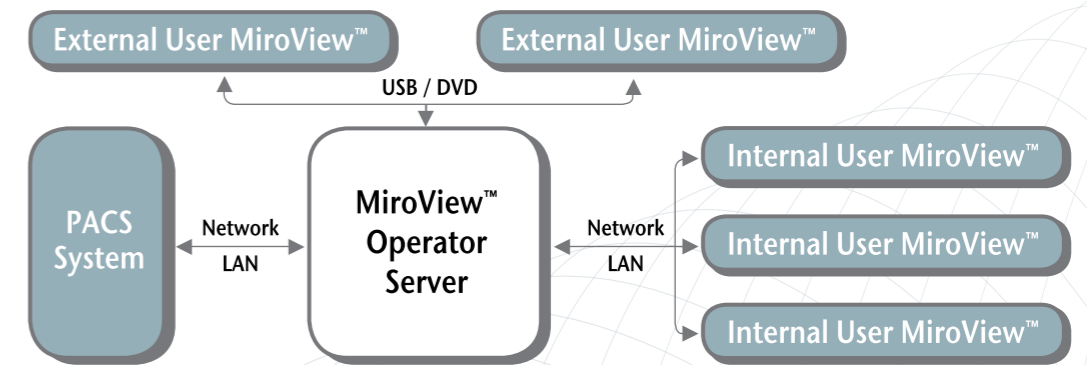 External User MiroView™
External User MiroView™
USB / DVD
PACS
System
Network
LAN
MiroView™
Operator
Server
Network
LAN
Internal User MiroView™
Internal User MiroView™
Internal User MiroView™